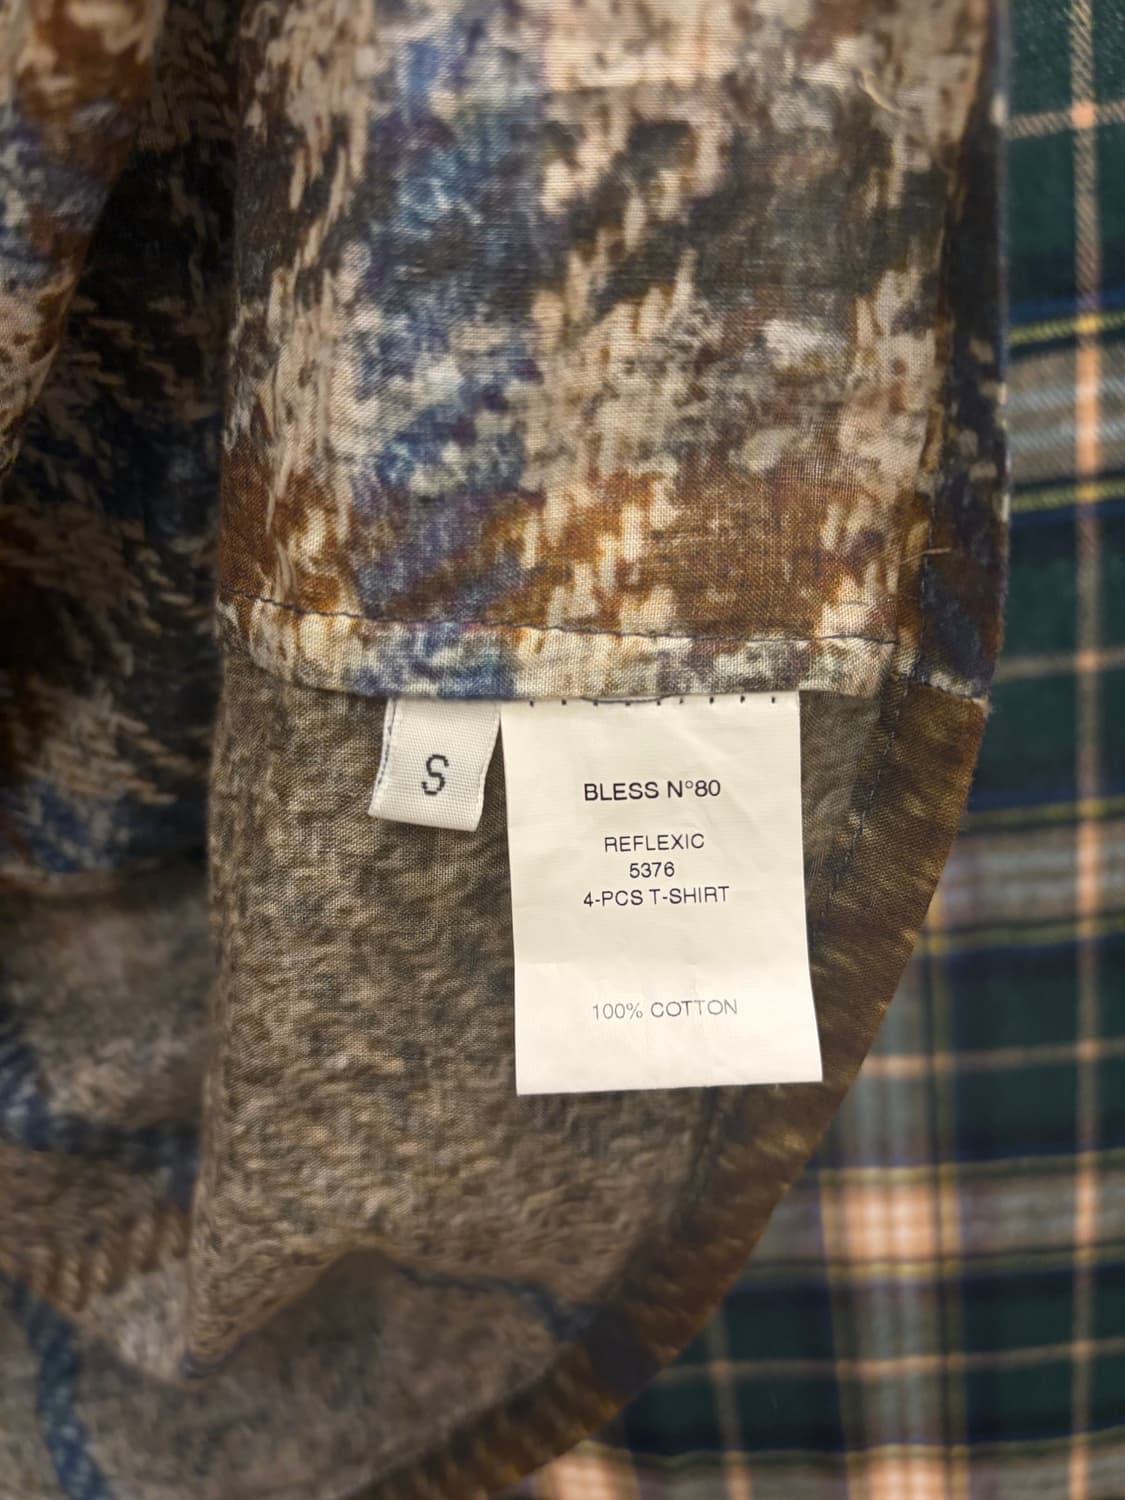 S
BLESS N°80
REFLEXIC
5376
4-PCS T-SHIRT
100% COTTON